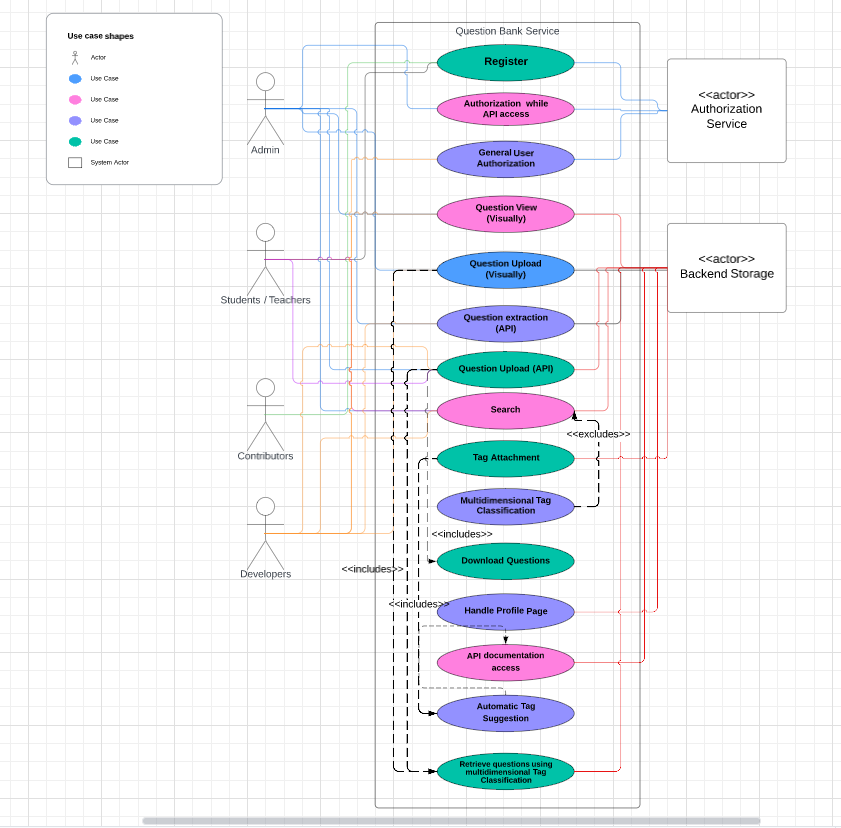 Question Bank Service
Use case shapes
Actor
Use Case
Use Case
Use Case
Use Case
System Actor
Register
Authorization while
API access
General User
Authorization
Question View
(Visually)
Question Upload
(Visually)
Question extraction
(API)
Question Upload (API)
Search
<<excludes>>
Tag Attachment
Multidimensional Tag
Classification
<<includes>>
Download Questions
<<includes>>
<<includes>>
Handle Profile Page
API documentation
access
Automatic Tag
Suggestion
Retrieve questions using
multidimensional Tag
Classification
Admin
Students / Teachers
Contributors
Developers
<<actor>>
Authorization
Service
<<actor>>
Backend Storage